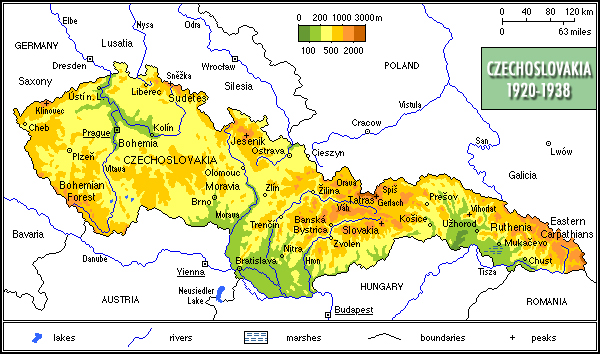 Elbe
Nysa
Odra
0 200 1000 3000m
100 500 2000
0 40 80 120 km
0 63 miles
CZECHOSLOVAKIA
1920-1938
GERMANY
Lusatia
Dresden
Wrocław
POLAND
Saxony
Sněžka
Silesia
Ústí n.
Liberec
Sudetes
Klínovec
Vistula
Cheb
Prague
Kolín
Cracow
San
Bohemia
Jeseník
Ostrava
Cieszyn
Lwów
Plzeň
CZECHOSLOVAKIA
Vltava
Olomouc
Galicia
Bohemian
Forest
Moravia
Zlín
Žilina
Orava
Spiš
Tatras
Gerlach
Prešov
Brno
Morava
Váh
Vihorlat
Trenčín
Banská
Bystrica
Slovakia
Košice
Užhorod
Ruthenia
Eastern
Carpathians
Bavaria
Zvolen
Mukačevo
Nitra
Hron
Danube
Vienna
Bratislava
Chust
Tisza
Neusiedler
Lake
AUSTRIA
HUNGARY
Budapest
ROMANIA
lakes
rivers
marshes
boundaries
peaks